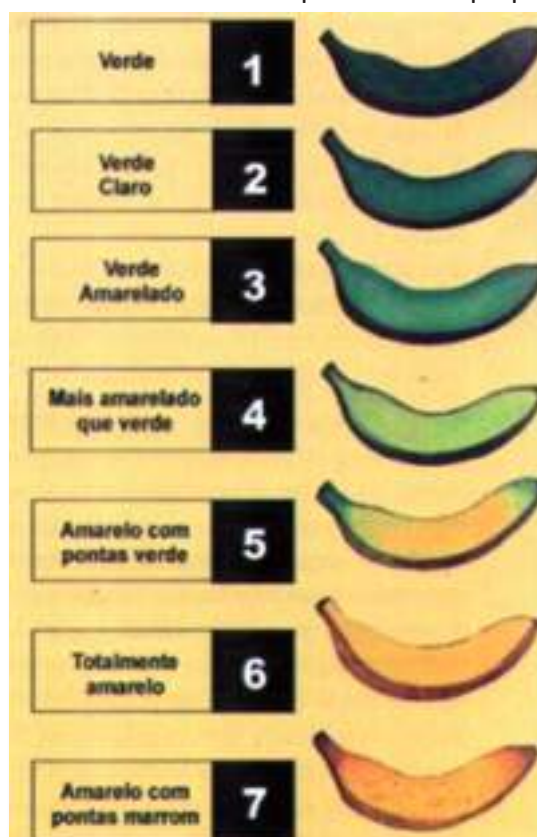 Verde
1
Verde
Claro
2
Verde
Amarelado
3
Mais amarelado
que verde
4
Amarelo com
pontas verde
5
Totalmente
amarelo
6
Amarelo com
pontas marrom
7